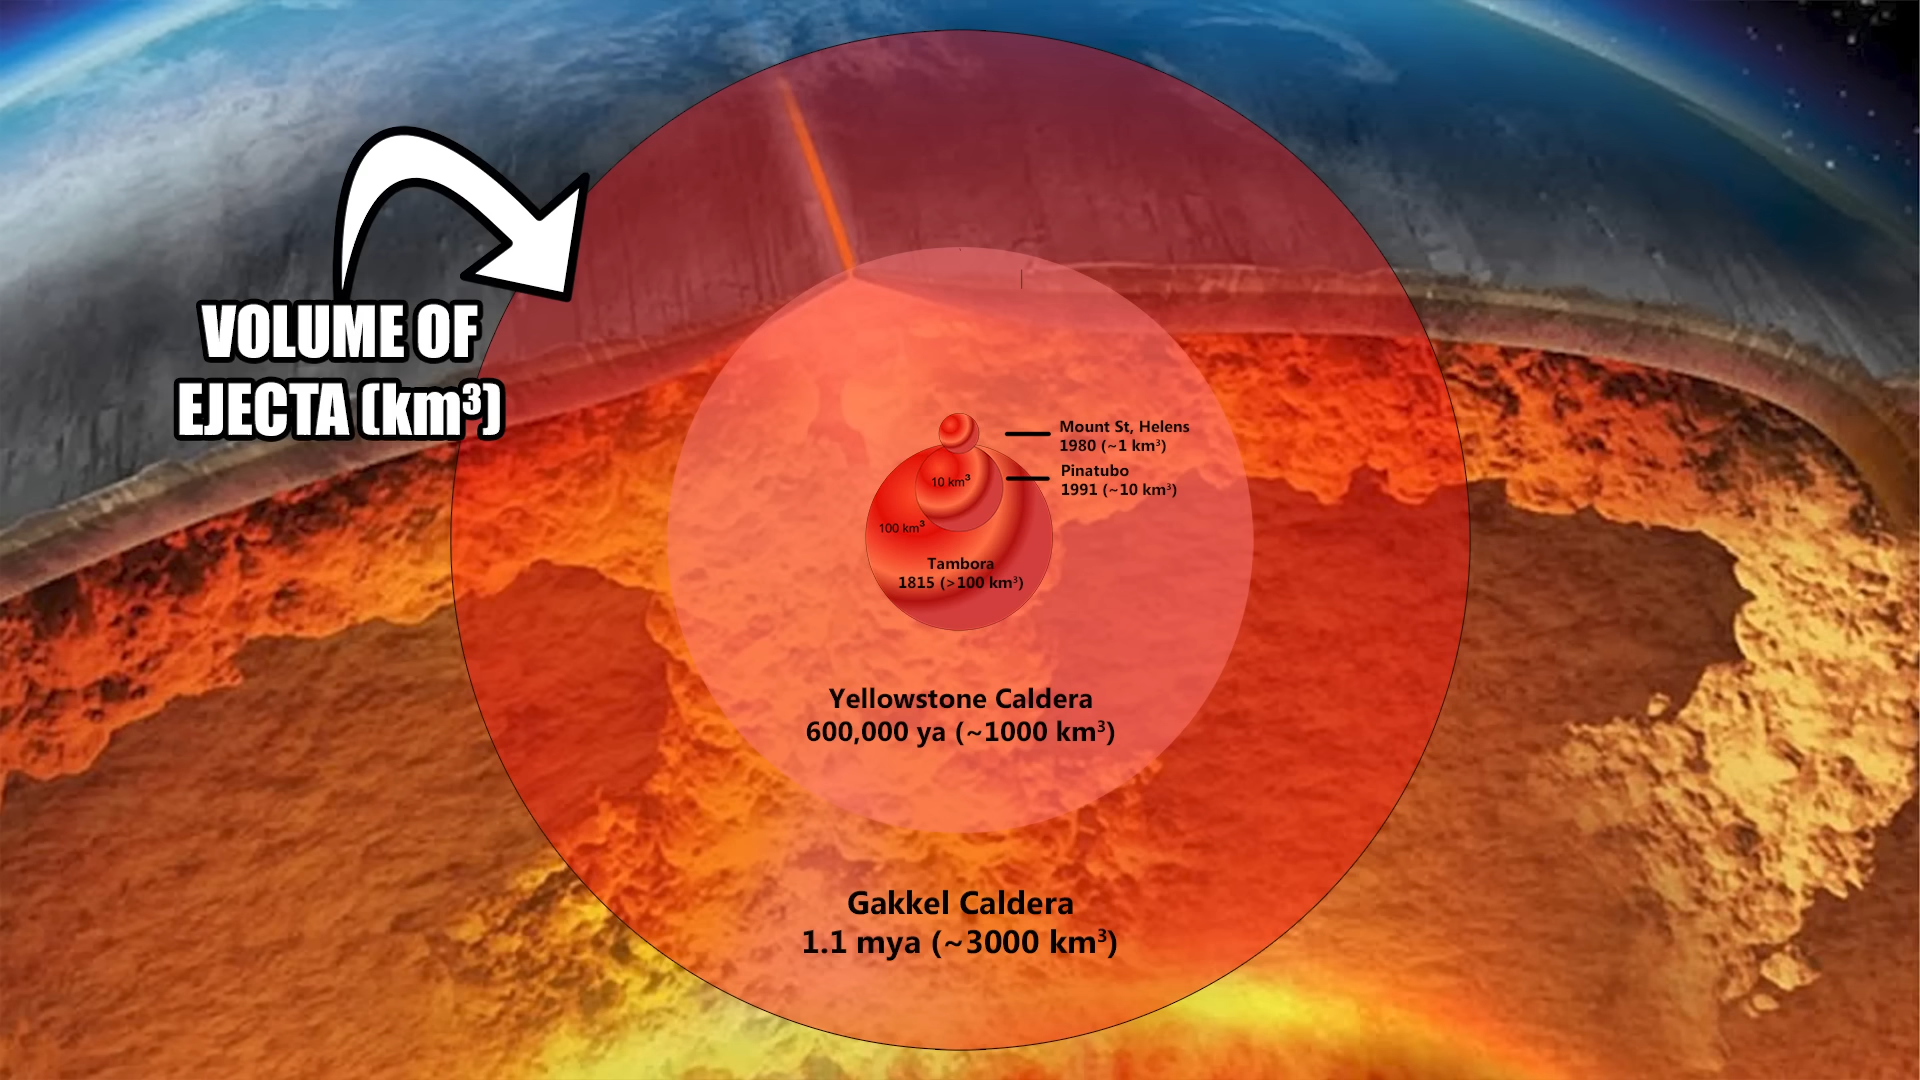 VOLUME OF
EJECTA (km³)
Mount St, Helens
1980 (~1 km³)
Pinatubo
1991 (~10 km³)
10 km³
100 km³
Tambora
1815 (>100 km³)
Yellowstone Caldera
600,000 ya (~1000 km³)
Gakkel Caldera
1.1 mya (~3000 km³)